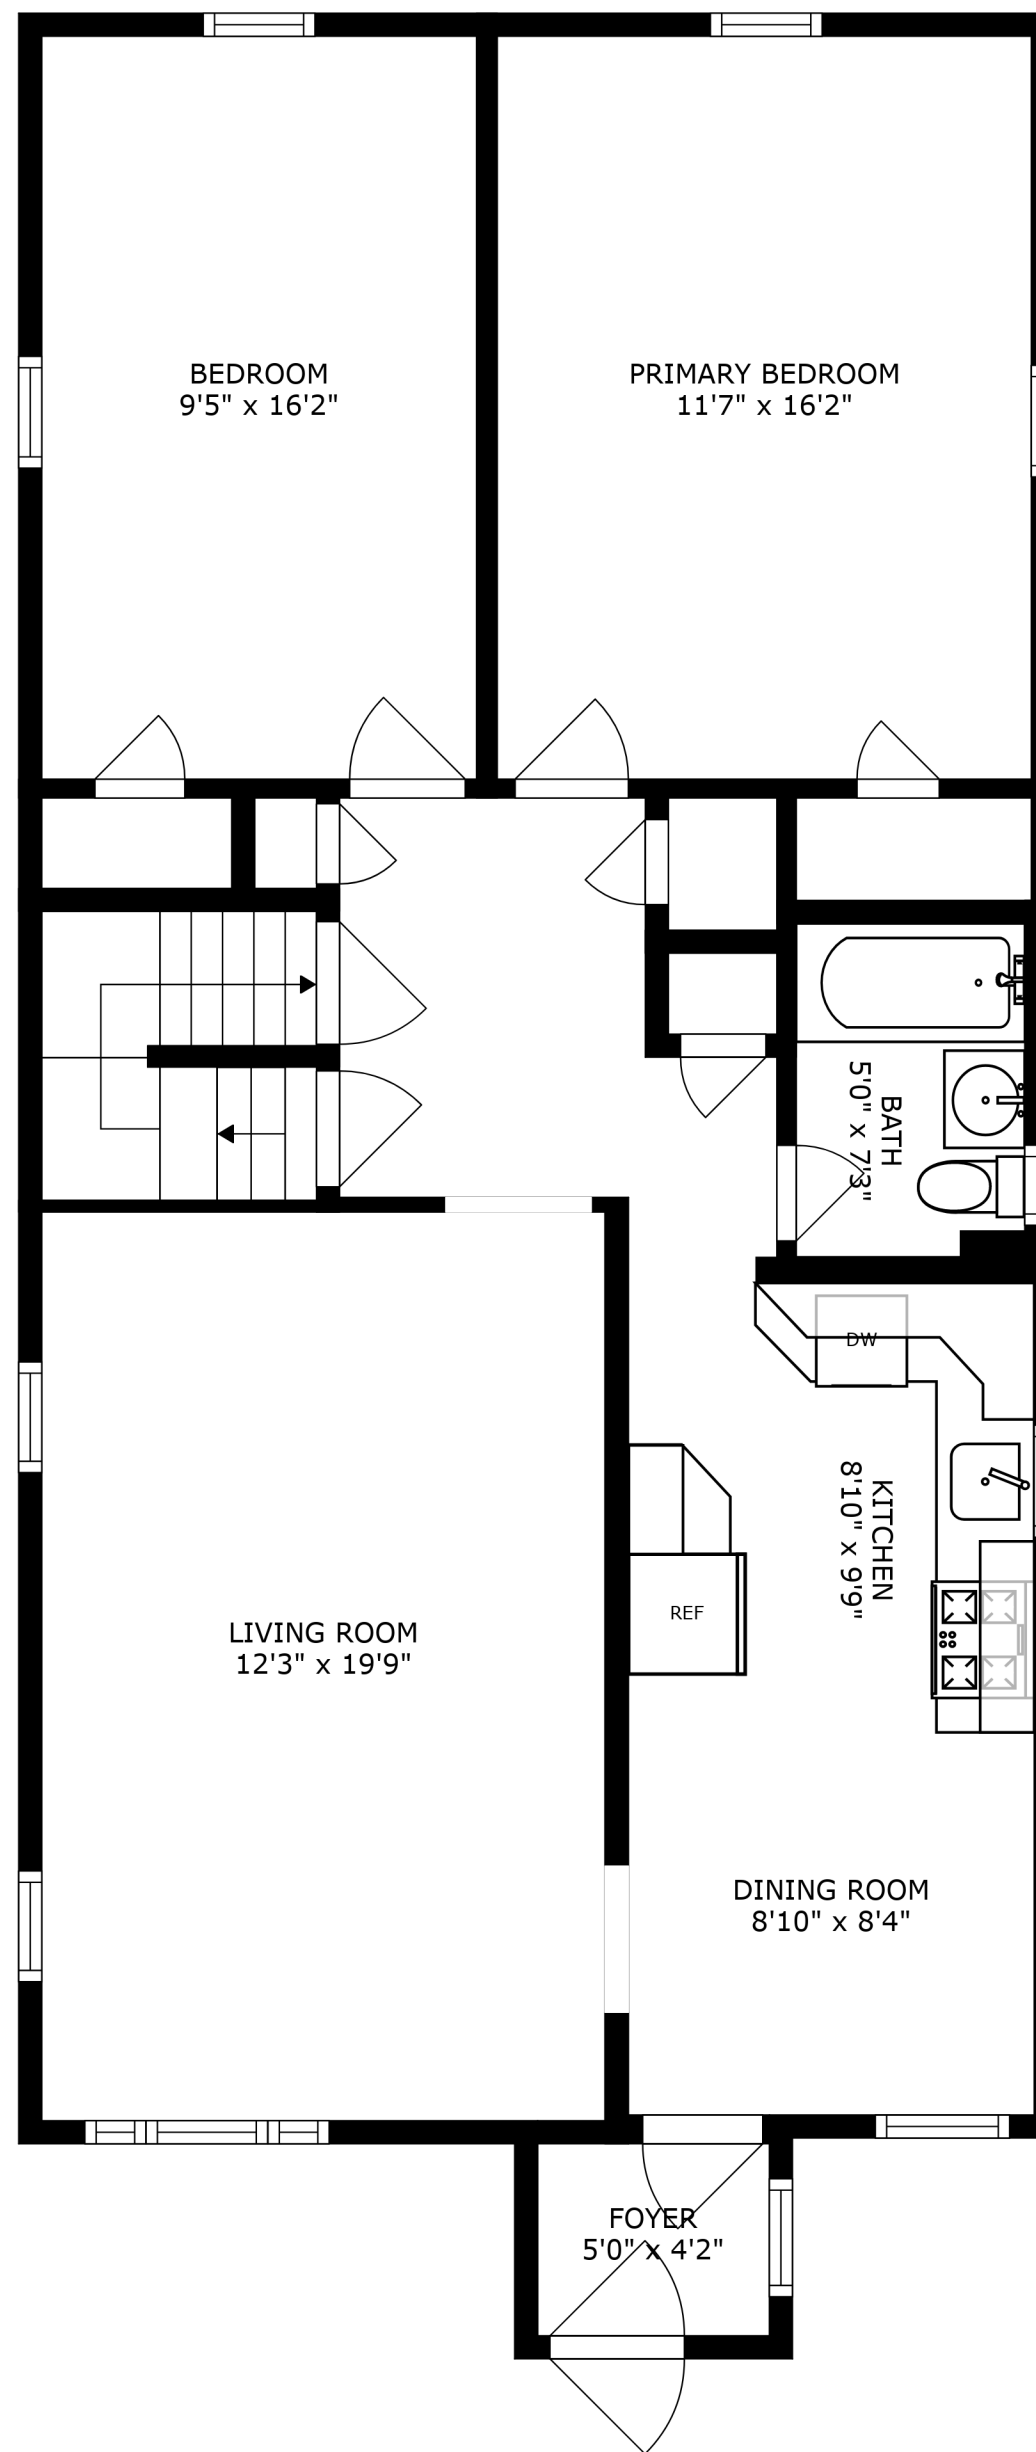 BEDROOM
9'5" x 16'2"
PRIMARY BEDROOM
11'7" x 16'2"
BATH
5'0" x 7'3"
DW
KITCHEN
8'10" x 9'9"
REF
LIVING ROOM
12'3" x 19'9"
DINING ROOM
8'10" x 8'4"
FOYER
5'0" x 4'2"